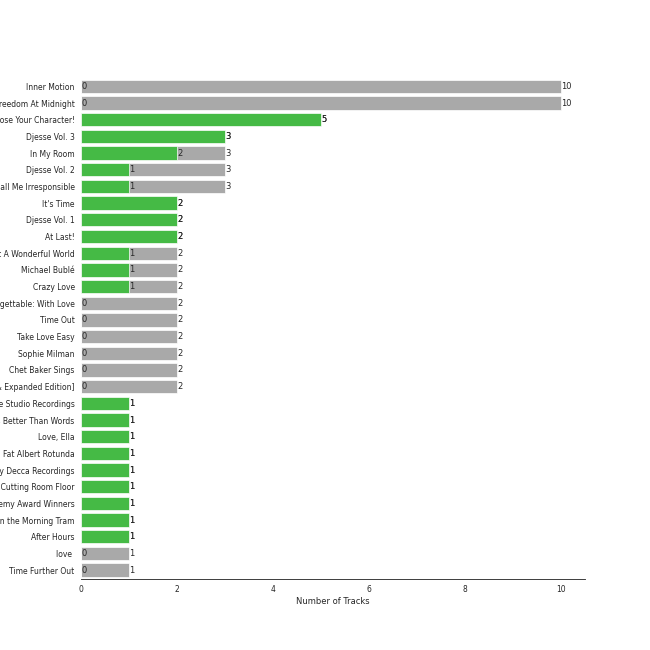 Inner Motion 0 10
reedom At Midnight 0 10
ose Your Character! 5
Djesse Vol. 3 3
In My Room 2 3
Djesse Vol. 2 1 3
all Me Irresponsible 1 3
It's Time 2
Djesse Vol. 1 2
At Last! 2
t A Wonderful World 1 2
Michael Bublé 1 2
Crazy Love 1 2
gettable: With Love 0 2
Time Out 0 2
Take Love Easy 0 2
Sophie Milman 0 2
Chet Baker Sings 0 2
& Expanded Edition] 0 2
e Studio Recordings 1
Better Than Words 1
Love, Ella 1
Fat Albert Rotunda 1
y Decca Recordings 1
Cutting Room Floor 1
emy Award Winners 1
n the Morning Tram 1
After Hours 1
love 0 1
Time Further Out 0 1
0 2 4 6 8 10
Number of Tracks